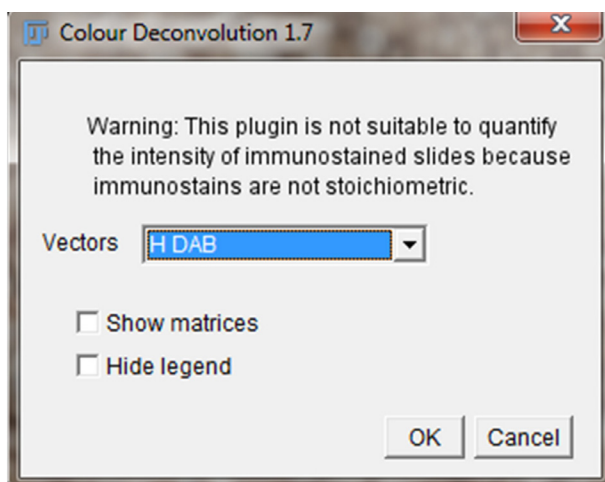 Colour Deconvolution 1.7
Warning: This plugin is not suitable to quantify
the intensity of immunostained slides because
immunostains are not stoichiometric.
Vectors H DAB
Show matrices
Hide legend
OK Cancel